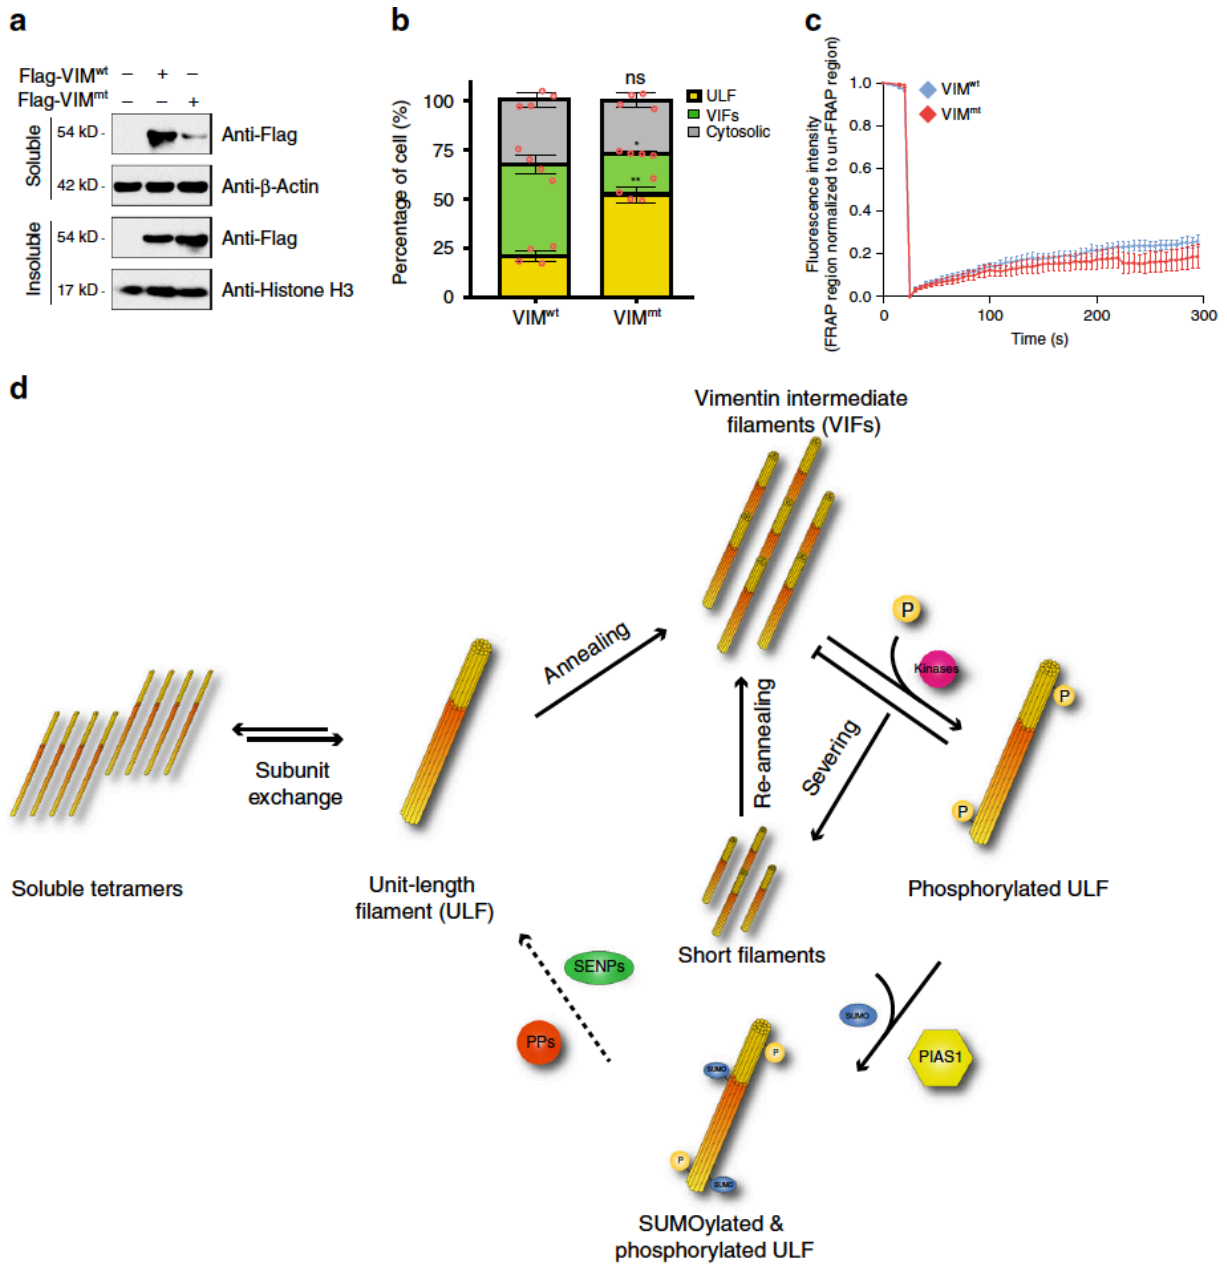 a
Flag-VIMwt – + –
Flag-VIMmt – – +
Soluble
54 kD - Anti-Flag
42 kD - Anti-β-Actin
Insoluble
54 kD - Anti-Flag
17 kD - Anti-Histone H3
b
Percentage of cell (%)
100
75
50
25
0
ns
*
**
VIMwt
VIMmt
ULF
VIFs
Cytosolic
c
Fluorescence intensity
(FRAP region normalized to un-FRAP region)
1.0
0.8
0.6
0.4
0.2
0.0
0
100
200
300
Time (s)
VIMwt
VIMmt
d
Vimentin intermediate
filaments (VIFs)
Annealing
P
Kinases
P
P
Subunit
exchange
Re-annealing
Severing
Soluble tetramers
Unit-length
filament (ULF)
Phosphorylated ULF
Short filaments
SENPs
PPs
SUMO
PIAS1
SUMO
P
P
SUMO
SUMOylated &
phosphorylated ULF